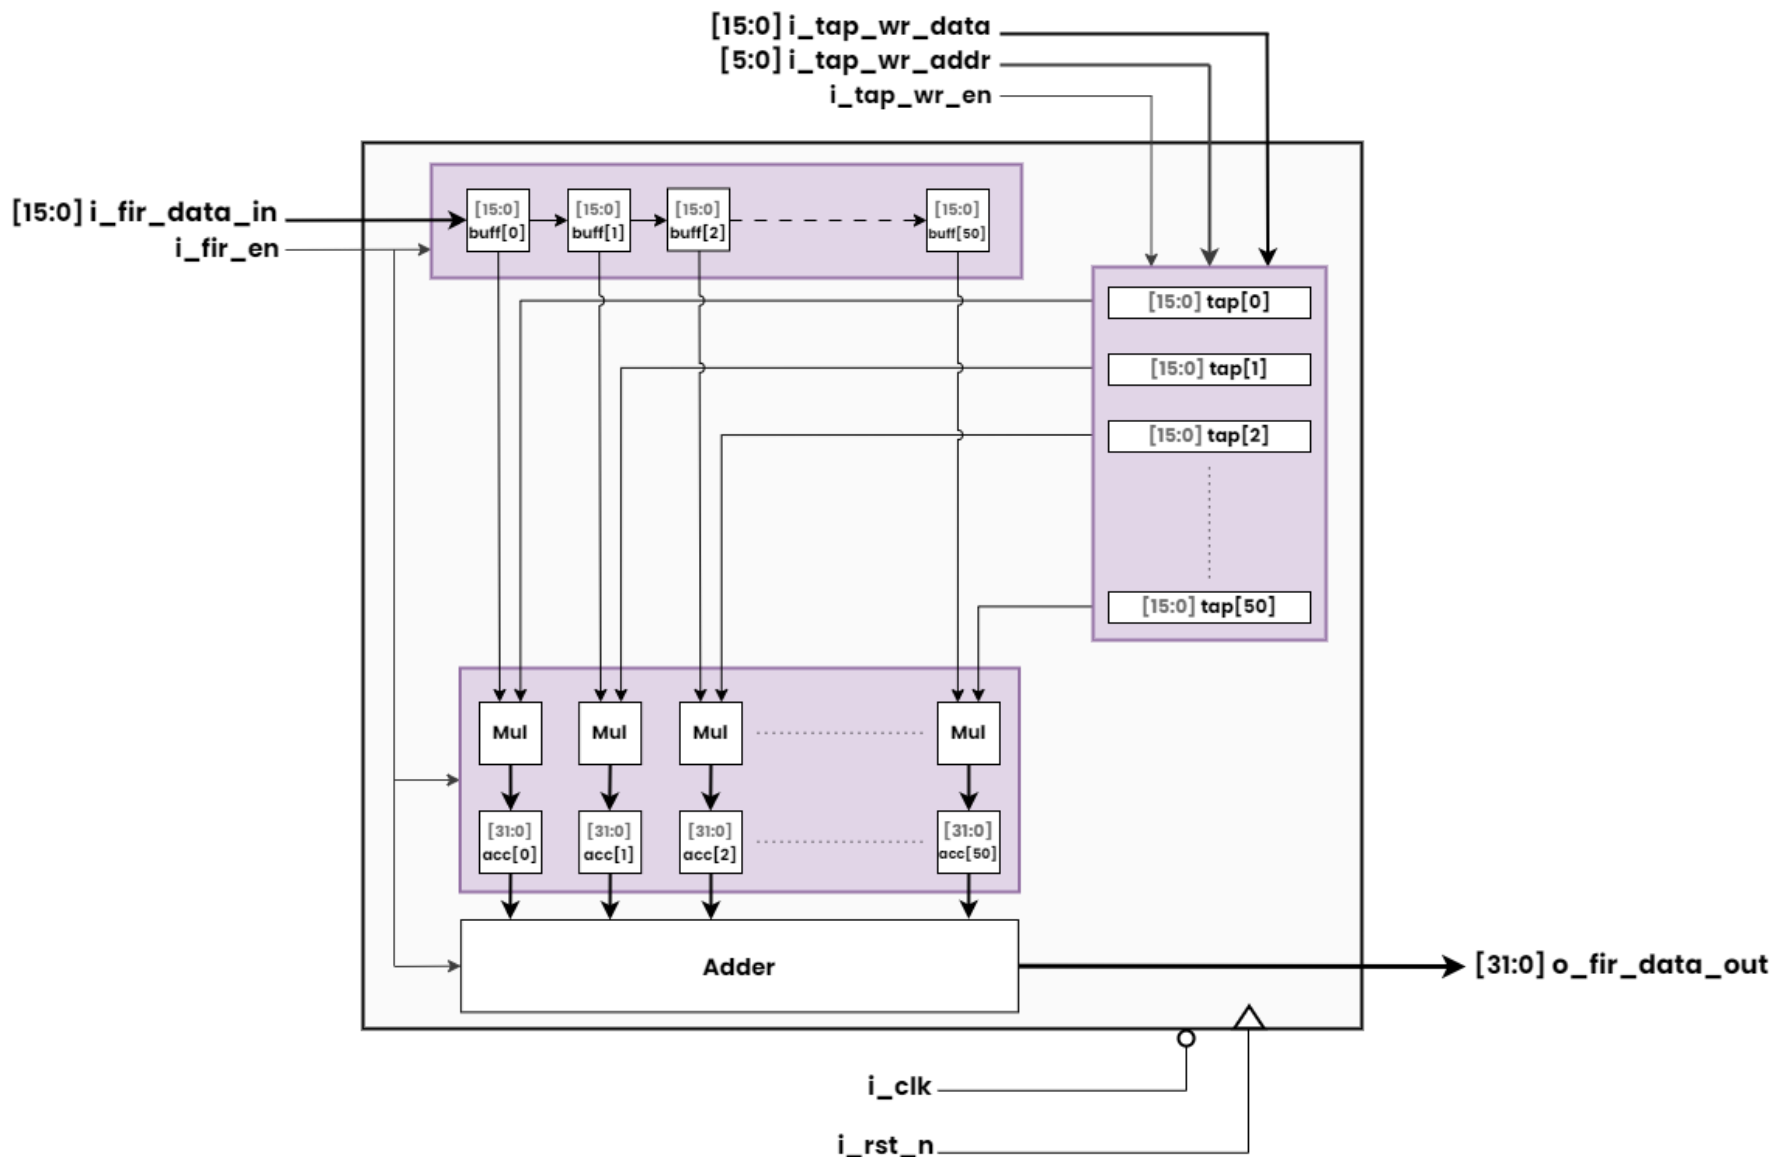 [15:0] i_tap_wr_data
[5:0] i_tap_wr_addr
i_tap_wr_en
[15:0] i_fir_data_in
i_fir_en
[15:0]
buff[0]
[15:0]
buff[1]
[15:0]
buff[2]
[15:0]
buff[50]
[15:0] tap[0]
[15:0] tap[1]
[15:0] tap[2]
[15:0] tap[50]
Mul
Mul
Mul
Mul
[31:0]
acc[0]
[31:0]
acc[1]
[31:0]
acc[2]
[31:0]
acc[50]
Adder
[31:0] o_fir_data_out
i_clk
i_rst_n